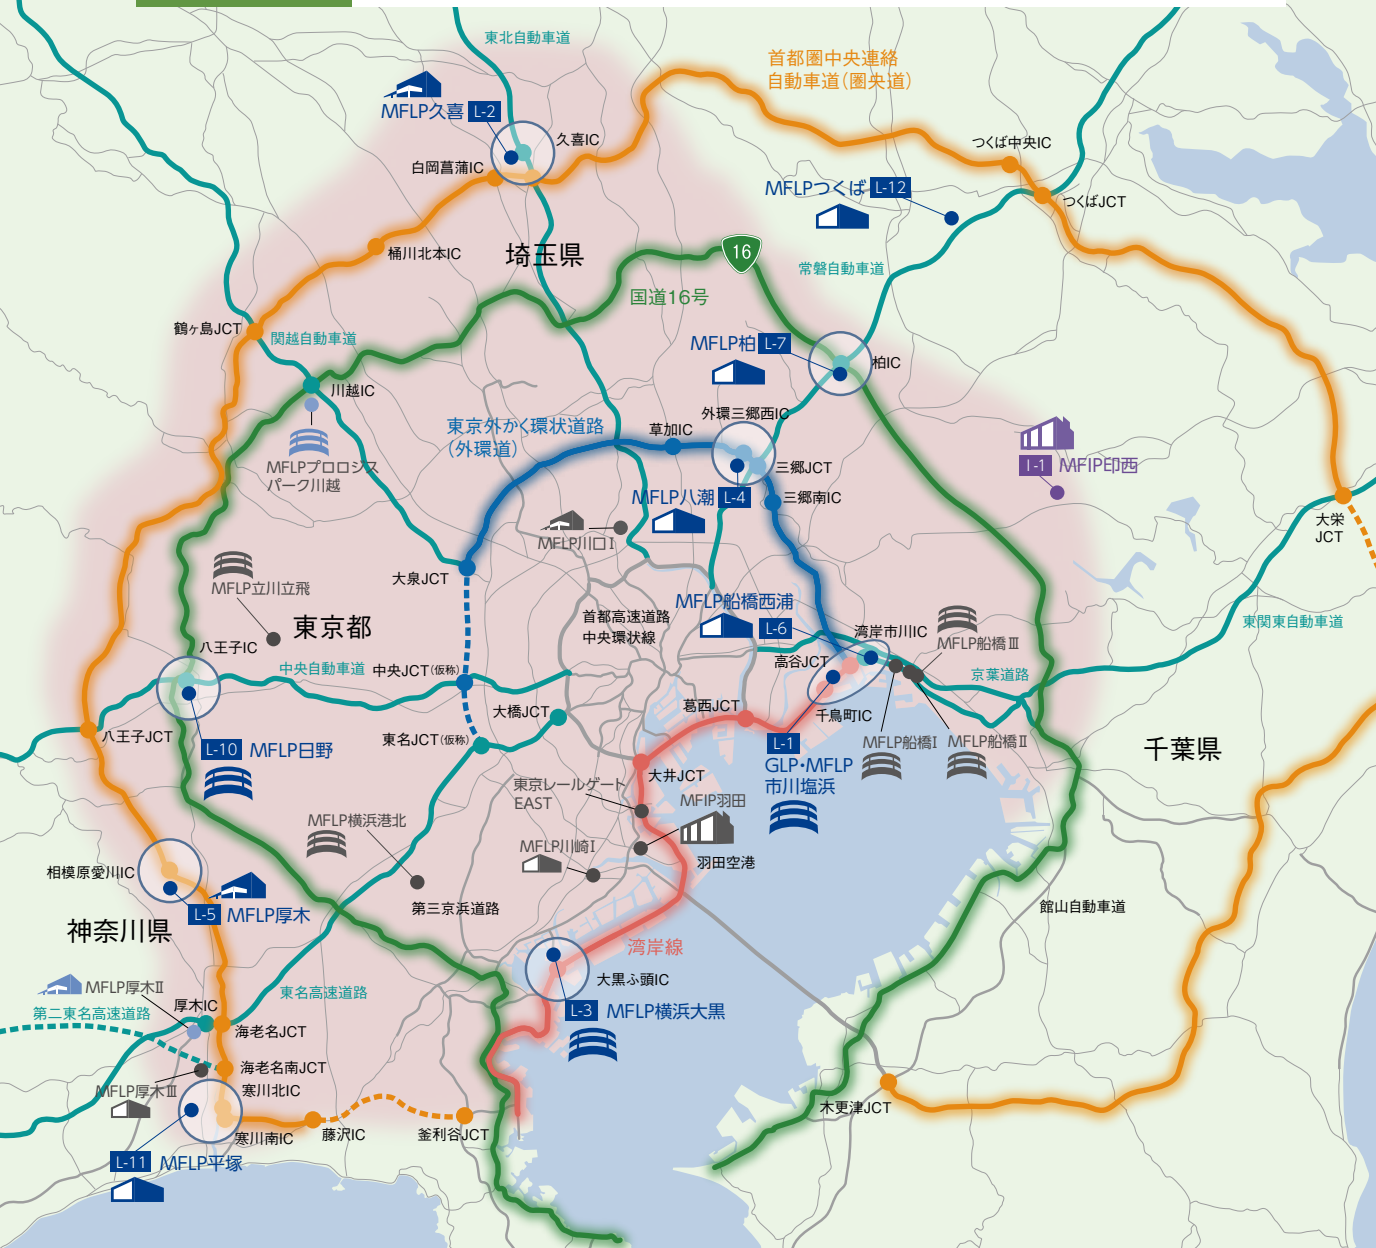 東北自動車道
首都圏中央連絡
自動車道(圏央道)
MFLP久喜 L-2
久喜IC
白岡菖蒲IC
つくば中央IC
MFLPつくば L-12
つくばJCT
桶川北本IC
埼玉県
16
常磐自動車道
国道16号
鶴ヶ島JCT
関越自動車道
MFLP柏 L-7
柏IC
川越IC
外環三郷西IC
東京外かく環状道路
(外環道)
草加IC
MFLPプロロジス
パーク川越
三郷JCT
I-1 MFIP印西
MFLP八潮 L-4
三郷南IC
大栄
JCT
MFLP川口I
大泉JCT
MFLP立川立飛
MFLP船橋西浦
L-6
首都高速道路
中央環状線
東京都
湾岸市川IC
MFLP船橋Ⅲ
東関東自動車道
八王子IC
中央自動車道
中央JCT(仮称)
高谷JCT
京葉道路
大橋JCT
葛西JCT
千鳥町IC
八王子JCT
東名JCT(仮称)
L-10 MFLP日野
L-1
GLP・MFLP
市川塩浜
MFLP船橋I
MFLP船橋Ⅱ
千葉県
大井JCT
東京レールゲート
EAST
MFIP羽田
MFLP横浜港北
MFLP川崎I
羽田空港
相模原愛川IC
第三京浜道路
館山自動車道
L-5 MFLP厚木
神奈川県
湾岸線
大黒ふ頭IC
MFLP厚木Ⅱ
東名高速道路
厚木IC
第二東名高速道路
L-3 MFLP横浜大黒
海老名JCT
海老名南JCT
MFLP厚木Ⅲ
寒川北IC
木更津JCT
寒川南IC
藤沢IC
釜利谷JCT
L-11 MFLP平塚